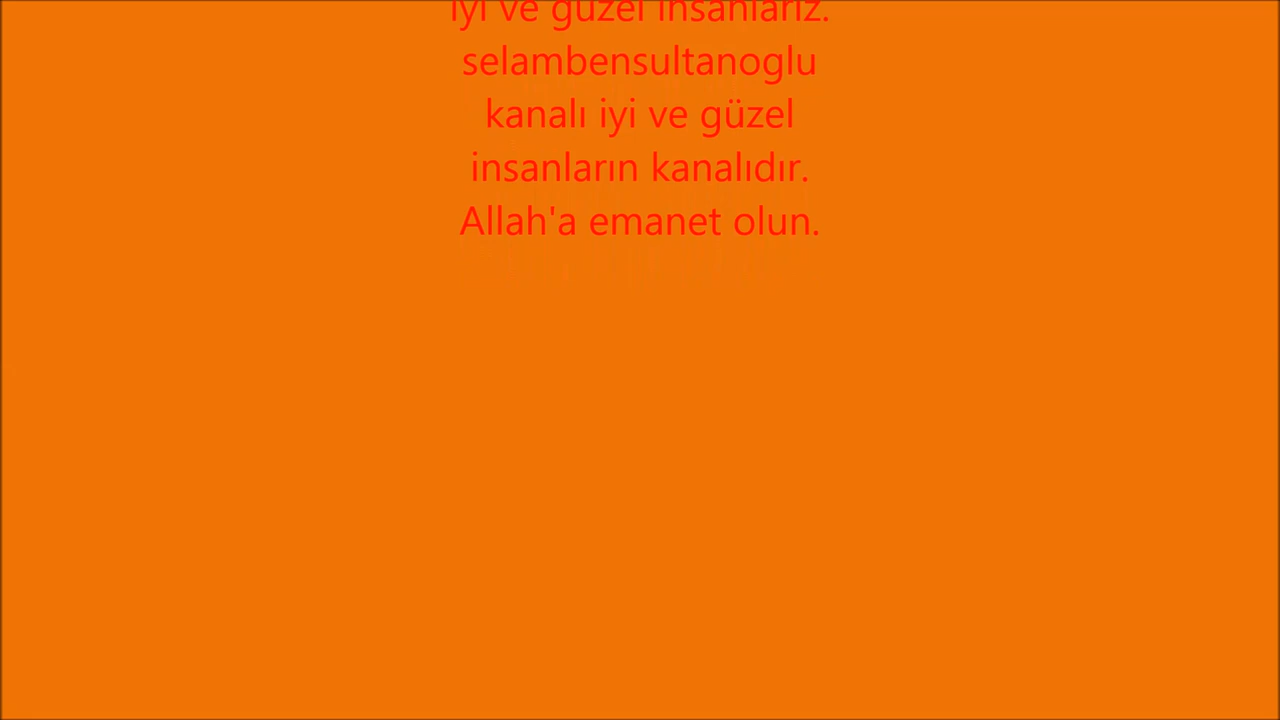 iyi ve güzel insanlarız.
selambensultanoglu
kanalı iyi ve güzel
insanların kanalıdır.
Allah'a emanet olun.